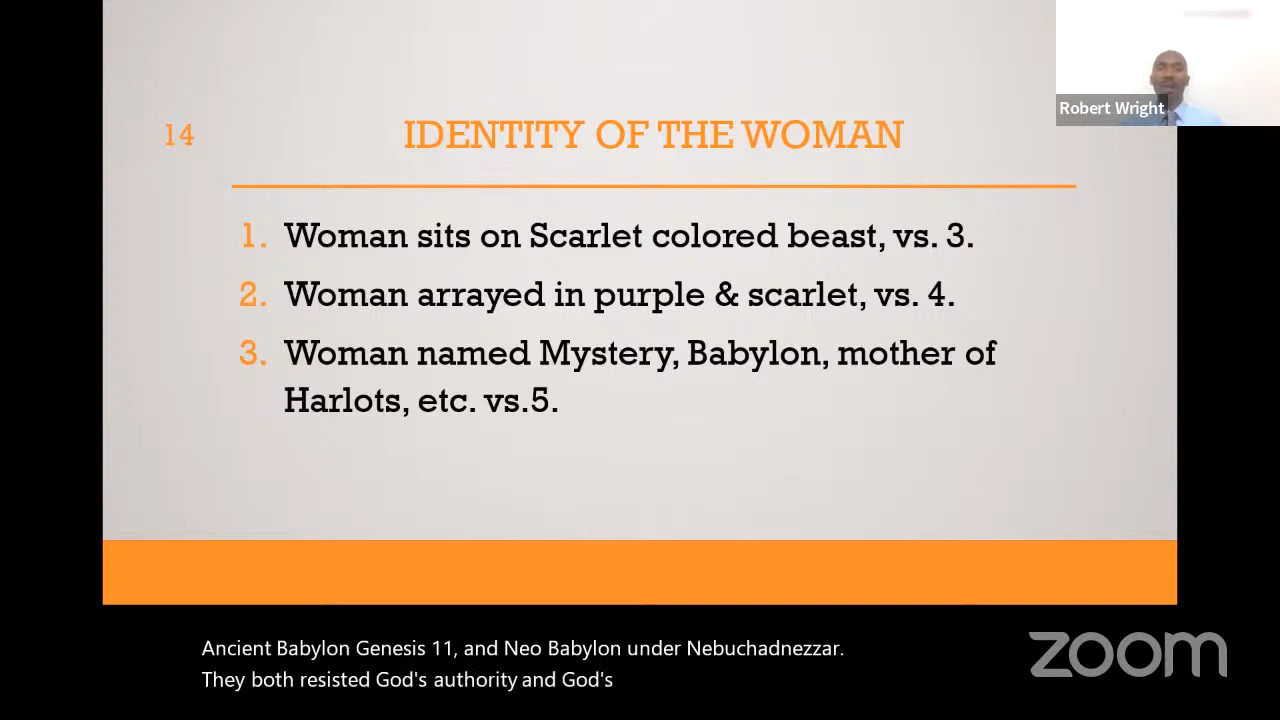 Robert Wright
14
IDENTITY OF THE WOMAN
1. Woman sits on Scarlet colored beast, vs. 3.
2. Woman arrayed in purple & scarlet, vs. 4.
3. Woman named Mystery, Babylon, mother of
Harlots, etc. vs.5.
Ancient Babylon Genesis 11, and Neo Babylon under Nebuchadnezzar.
They both resisted God's authority and God's
zoom